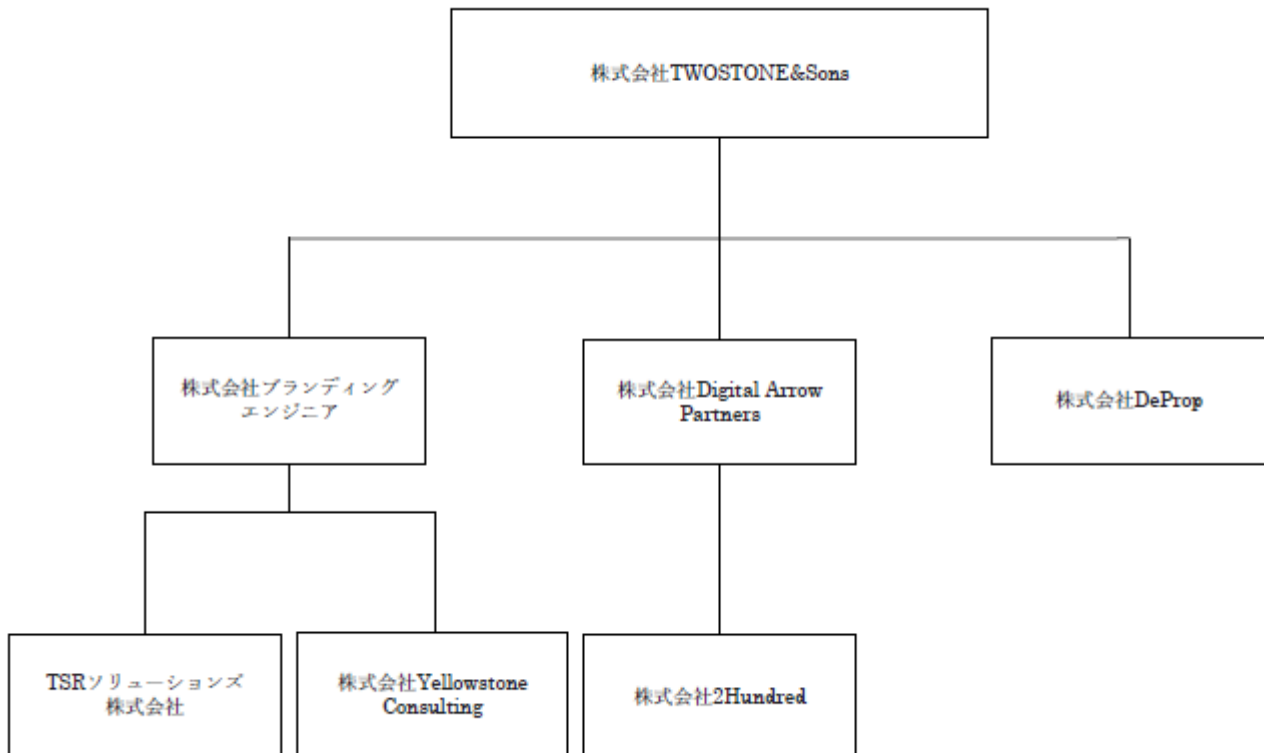 株式会社TWOSTONE&Sons
株式会社ブランディング
エンジニア
株式会社Digital Arrow
Partners
株式会社DeProp
TSRソリューションズ
株式会社
株式会社Yellowstone
Consulting
株式会社2Hundred